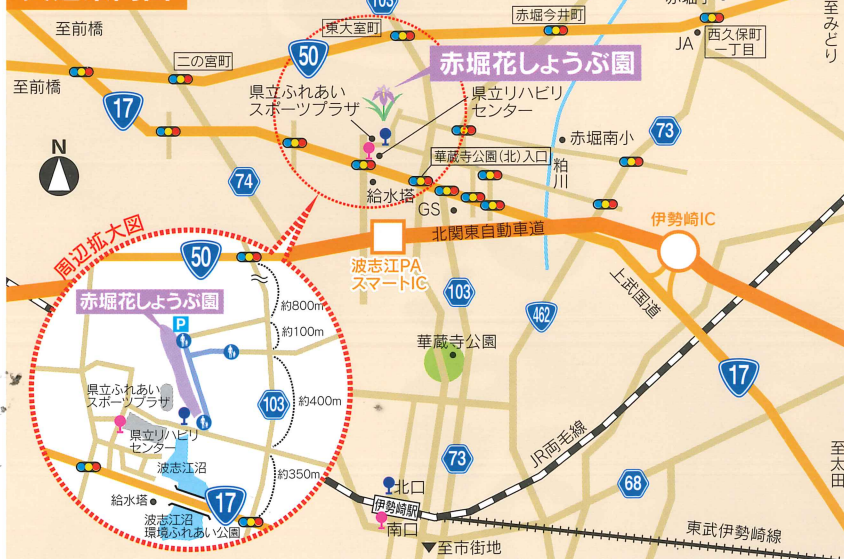 103
赤堀今井町
東大室町
至みどり
至前橋
50
JA
西久保町
一丁目
二の宮町
赤堀花しょうぶ園
至前橋
17
県立ふれあい
スポーツプラザ
県立リハビリ
センター
赤堀南小
73
N
華蔵寺公園(北)入口
粕川
74
給水塔
GS
伊勢崎IC
北関東自動車道
波志江PA
スマートIC
上武国道
103
462
華蔵寺公園
17
73
JR両毛線
至太田
68
北口
伊勢崎駅
南口
東武伊勢崎線
▼至市街地
周辺拡大図
50
赤堀花しょうぶ園
約800m
P
約100m
県立ふれあい
スポーツプラザ
103
約400m
県立リハビリ
センター
波志江沼
約350m
給水塔
17
波志江沼
環境ふれあい公園